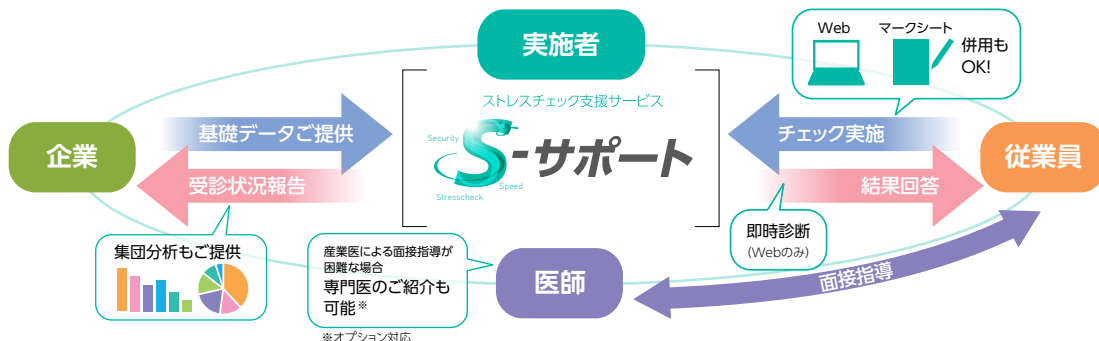 実施者
Web
マークシート
併用も
OK!
ストレスチェック支援サービス
Security
S-サポート
Speed
Stresscheck
企業
基礎データご提供
受診状況報告
チェック実施
結果回答
従業員
集団分析もご提供
産業医による面接指導が
困難な場合
専門医のご紹介も
可能※
※オプション対応
医師
即時診断
(Webのみ)
面接指導